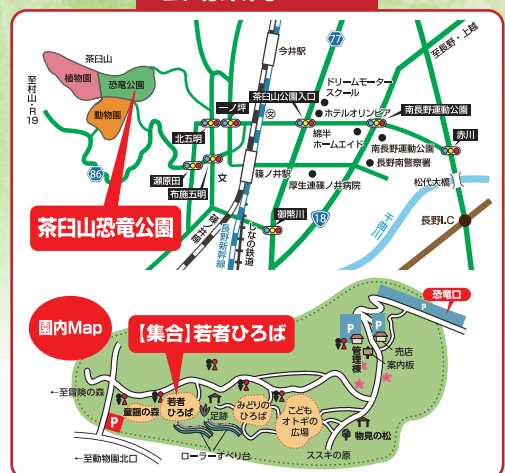 77
今井駅
至長野・上越
茶臼山
植物園
恐竜公園
動物園
至村山・R19
ドリームモーター
スクール
茶臼山公園入口
ホテルオリンピア
南長野運動公園
一ノ坪
文
北五明
綿半
ホームエイド
南長野運動公園
赤川
長野南警察署
86
瀬原田
布施五明
文
篠ノ井駅
厚生連篠ノ井病院
松代大橋
茶臼山恐竜公園
御幣川
18
長野I.C
千曲川
篠ノ井線
長野新幹線
しなの鉄道
園内Map
【集合】若者ひろば
恐竜口
P
P
P
管理棟
売店
案内板
←至冒険の森
童謡の森
若者
ひろば
足跡
みどりの
ひろば
こども
オトギの
広場
物見の松
P
←至動物園北口
ローラーすべり台
ススキの原